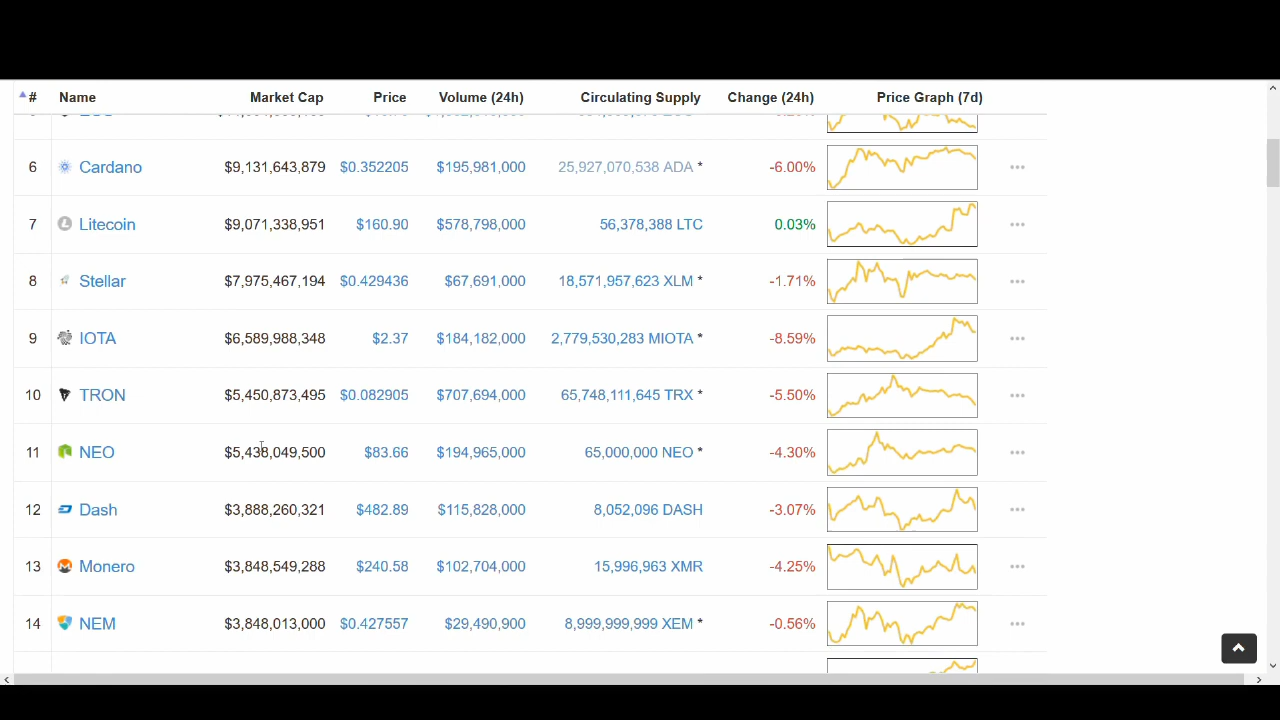 # Name Market Cap Price Volume (24h) Circulating Supply Change (24h) Price Graph (7d)
6 Cardano $9,131,643,879 $0.352205 $195,981,000 25,927,070,538 ADA * -6.00%
7 Litecoin $9,071,338,951 $160.90 $578,798,000 56,378,388 LTC 0.03%
8 Stellar $7,975,467,194 $0.429436 $67,691,000 18,571,957,623 XLM * -1.71%
9 IOTA $6,589,988,348 $2.37 $184,182,000 2,779,530,283 MIOTA * -8.59%
10 TRON $5,450,873,495 $0.082905 $707,694,000 65,748,111,645 TRX * -5.50%
11 NEO $5,438,049,500 $83.66 $194,965,000 65,000,000 NEO * -4.30%
12 Dash $3,888,260,321 $482.89 $115,828,000 8,052,096 DASH -3.07%
13 Monero $3,848,549,288 $240.58 $102,704,000 15,996,963 XMR -4.25%
14 NEM $3,848,013,000 $0.427557 $29,490,900 8,999,999,999 XEM * -0.56%